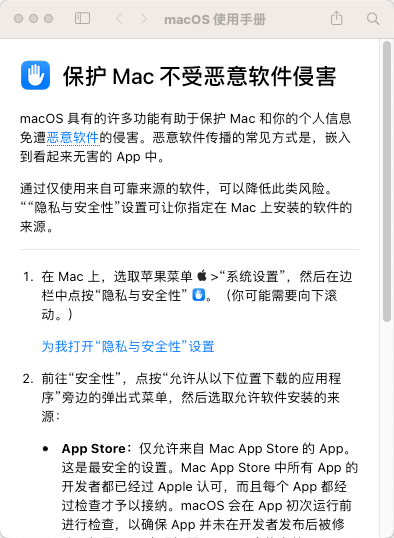 macOS 使用手册
保护 Mac 不受恶意软件侵害
macOS 具有的许多功能有助于保护 Mac 和你的个人信息
免遭恶意软件的侵害。恶意软件传播的常见方式是，嵌入
到看起来无害的 App 中。
通过仅使用来自可靠来源的软件，可以降低此类风险。
““隐私与安全性”设置可让你指定在 Mac 上安装的软件的
来源。
1. 在 Mac 上，选取苹果菜单 >“系统设置”，然后在边
栏中点按“隐私与安全性” 。（你可能需要向下滚
动。）
为我打开“隐私与安全性”设置
2. 前往“安全性”，点按“允许从以下位置下载的应用程
序”旁边的弹出式菜单，然后选取允许软件安装的来
源：
• App Store：仅允许来自 Mac App Store 的 App。
这是最安全的设置。Mac App Store 中所有 App 的
开发者都已经过 Apple 认可，而且每个 App 都经
过检查才予以接纳。macOS 会在 App 初次运行前
进行检查，以确保 App 并未在开发者发布后被修